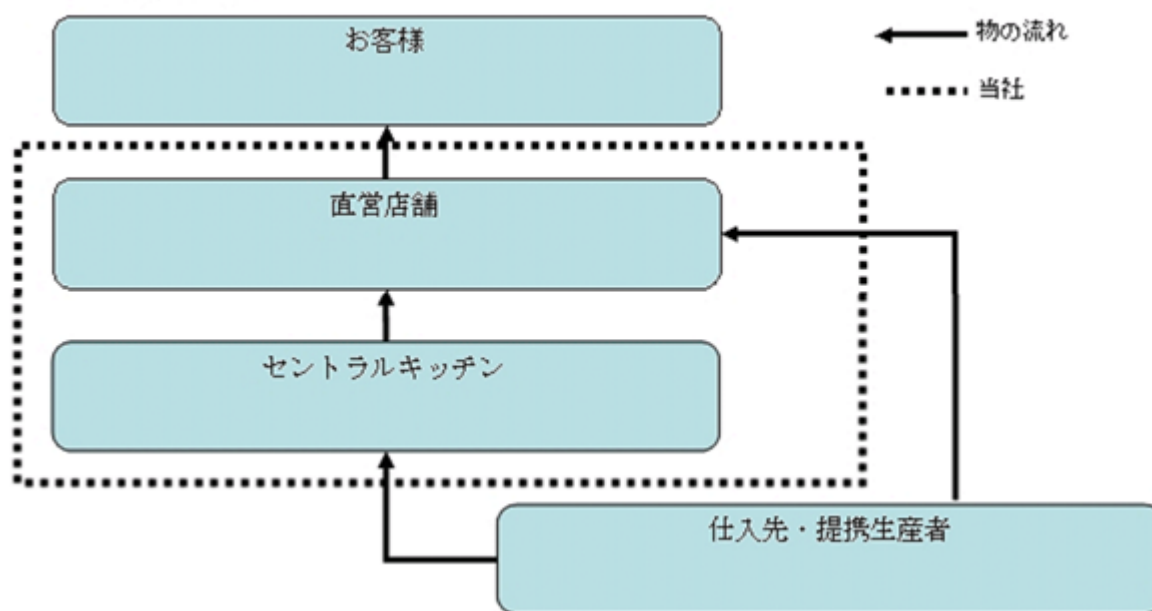 お客様
物の流れ
当社
直営店舗
セントラルキッチン
仕入先・提携生産者